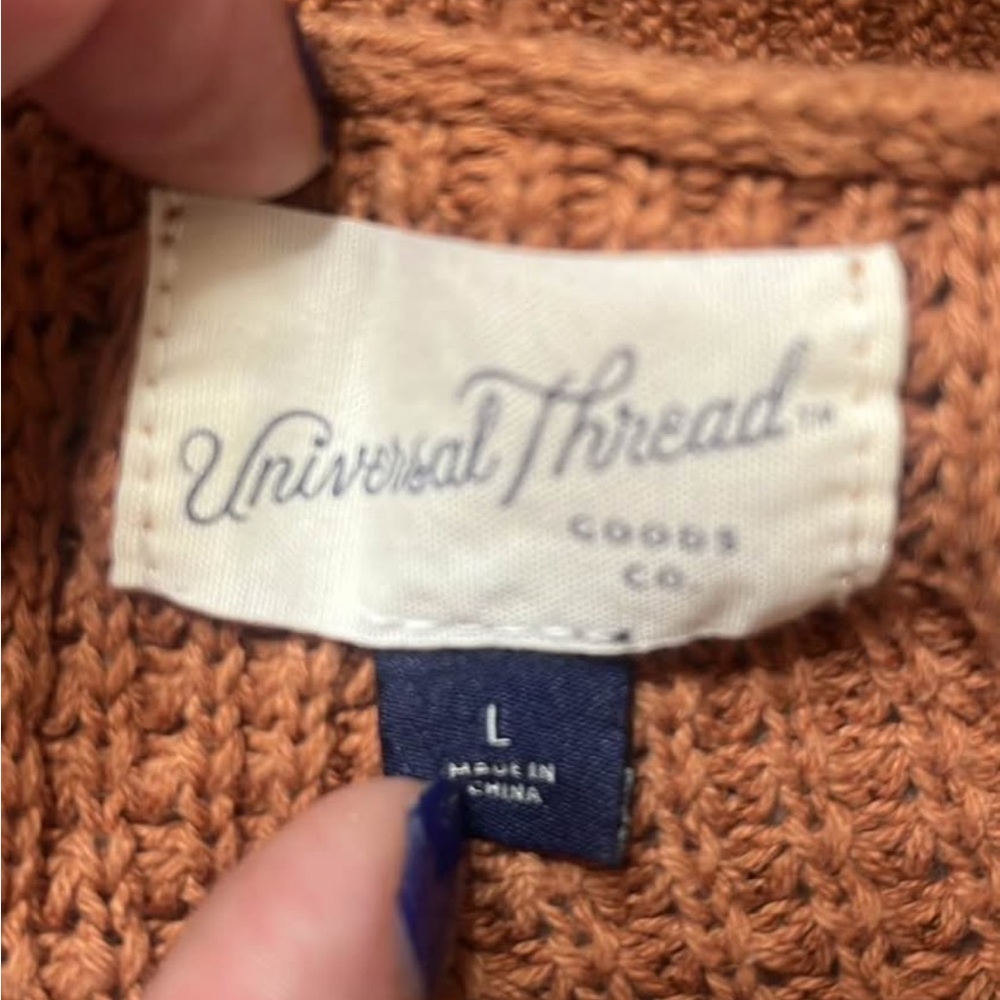 Universal Thread™
GOODS
CO.
L
MADE IN
CHINA